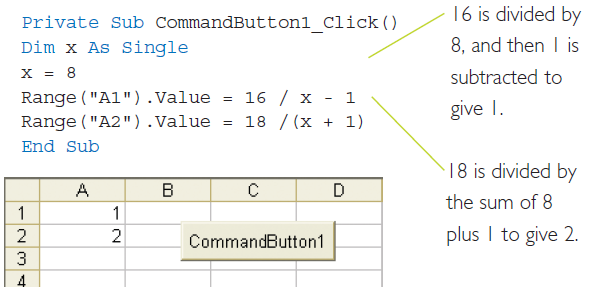 Private Sub CommandButton1_Click()
Dim x As Single
x = 8
Range("A1").Value = 16 / x - 1
Range("A2").Value = 18 /(x + 1)
End Sub
16 is divided by
8, and then 1 is
subtracted to
give 1.
18 is divided by
the sum of 8
plus 1 to give 2.
A B C D
1 1
2 2
CommandButton1
3
4